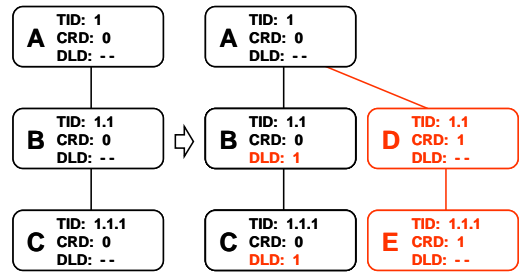 A
TID: 1
CRD: 0
DLD: - -
B
TID: 1.1
CRD: 0
DLD: - -
C
TID: 1.1.1
CRD: 0
DLD: - -
A
TID: 1
CRD: 0
DLD: - -
B
TID: 1.1
CRD: 0
DLD: 1
C
TID: 1.1.1
CRD: 0
DLD: 1
D
TID: 1.1
CRD: 1
DLD: - -
E
TID: 1.1.1
CRD: 1
DLD: - -